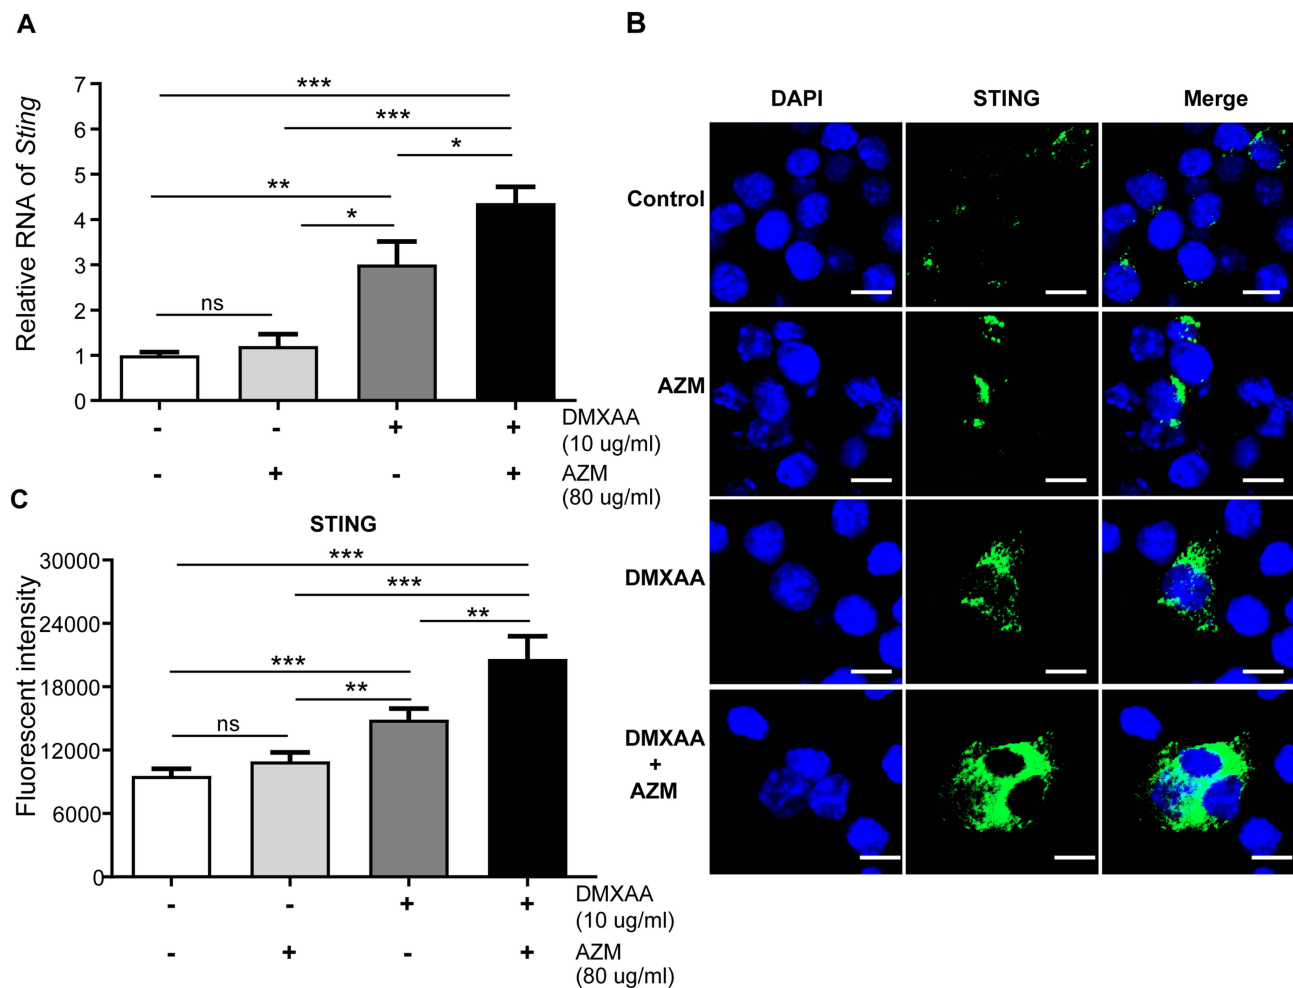 A
Relative RNA of Sting
7
6
5
4
3
2
1
0
***
***
*
**
*
ns
- - + + DMXAA
(10 ug/ml)
- + - + AZM
(80 ug/ml)
B
DAPI STING Merge
Control
AZM
DMXAA
DMXAA
+
AZM
C
STING
Fluorescent intensity
30000
24000
18000
12000
6000
0
***
***
**
***
**
ns
- - + + DMXAA
(10 ug/ml)
- + - + AZM
(80 ug/ml)